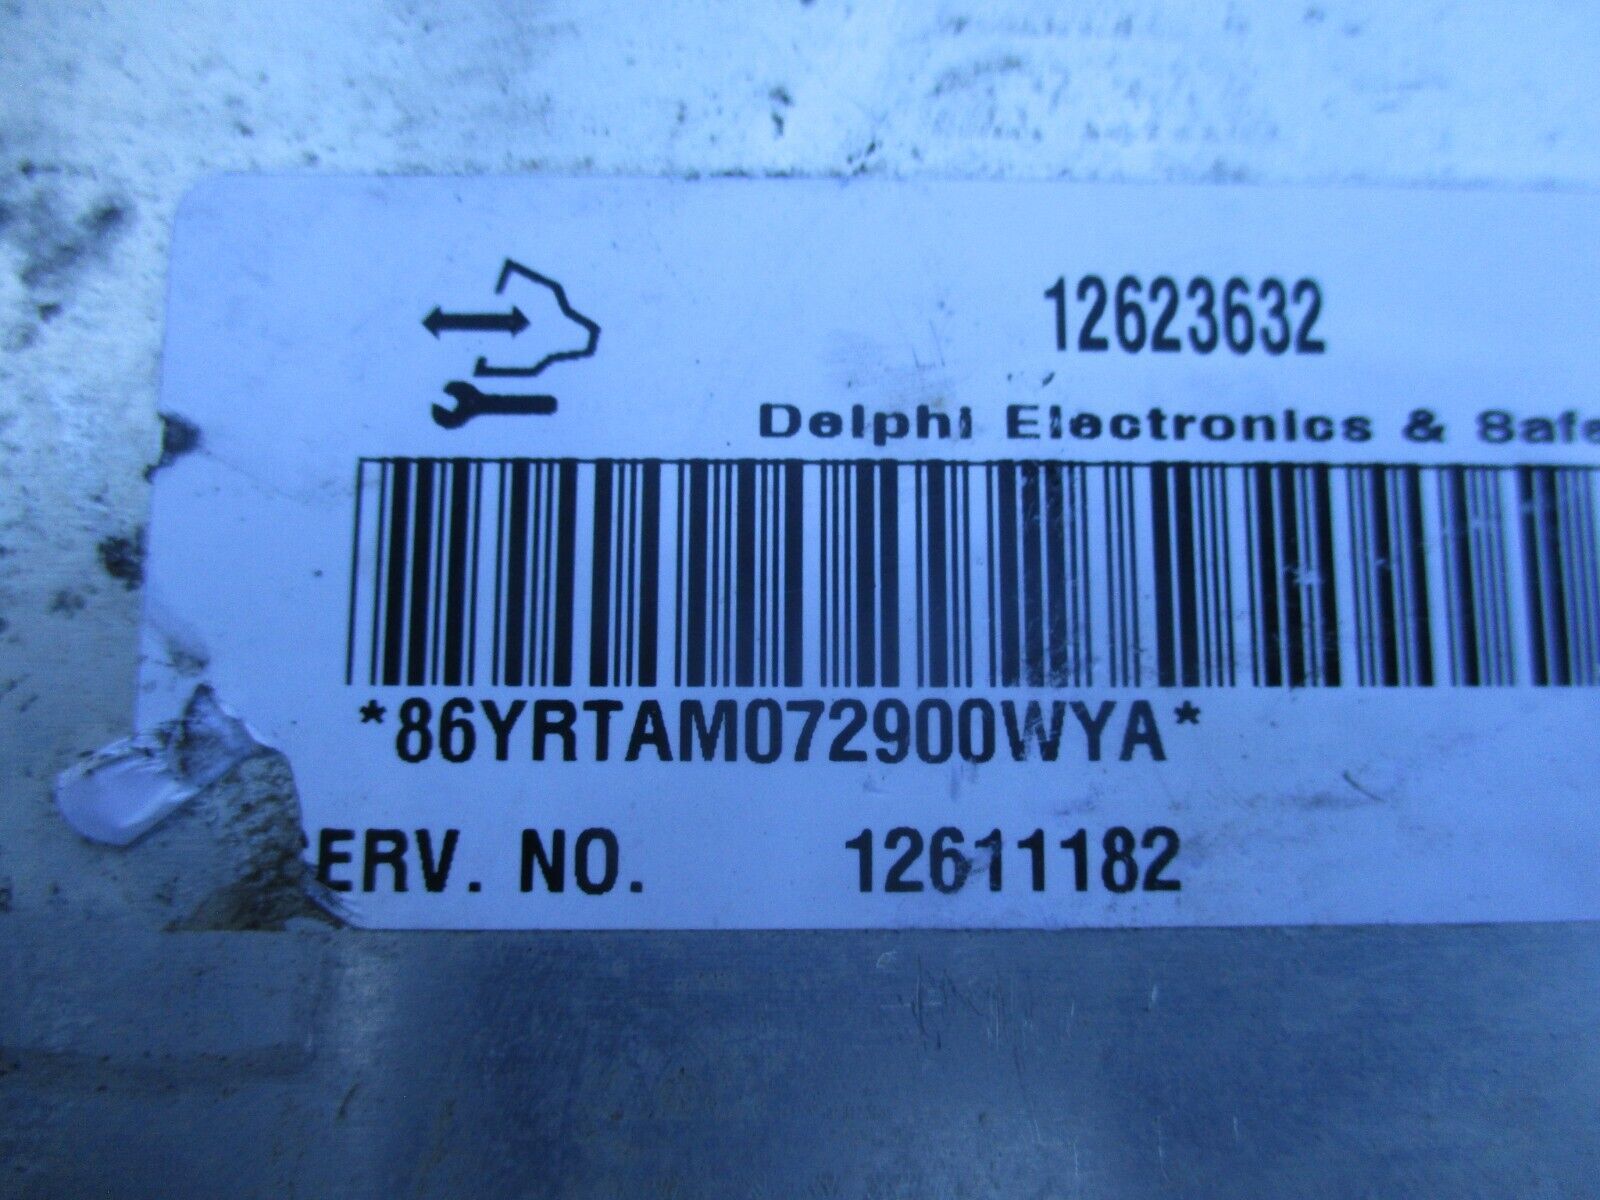 12623632
Delphi Electronics & Safe
*86YRTAM072900WYA*
ERV. NO. 12611182